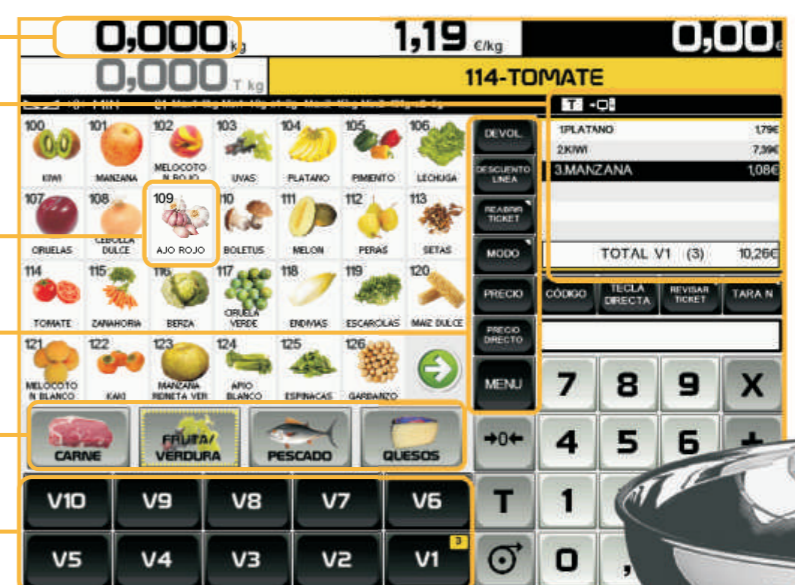 0,000 kg 1,19 €/kg 0,00 €
0,000 T kg 114-TOMATE
T
100 101 102 103 104 105 106
KIWI MANZANA MELOCOTO N ROJO UVAS PLATANO PIMIENTO LECHUGA
107 108 109 110 111 112 113
CIRUELAS CEBOLLA DULCE AJO ROJO BOLETUS MELON PERAS SETAS
114 115 116 117 118 119 120
TOMATE ZANAHORIA BERZA CIRUELA VERDE ENDIVIAS ESCAROLAS MAIZ DULCE
121 122 123 124 125 126
MELOCOTO N BLANCO KAKI MANZANA REINETA VER APIO BLANCO ESPINACAS GARBANZO
CARNE FRUTA/ VERDURA PESCADO QUESOS
V10 V9 V8 V7 V6
V5 V4 V3 V2 V1 3
DEVOL.
DESCUENTO LINEA
REABRIR TICKET
MODO
PRECIO
PRECIO DIRECTO
MENU
→0←
T
1PLATANO 1,79€
2.KIWI 7,39€
3.MANZANA 1,08€
TOTAL V1 (3) 10,26€
CÓDIGO TECLA DIRECTA REVISAR TICKET TARA N
7 8 9 X
4 5 6 +
1
0 ,